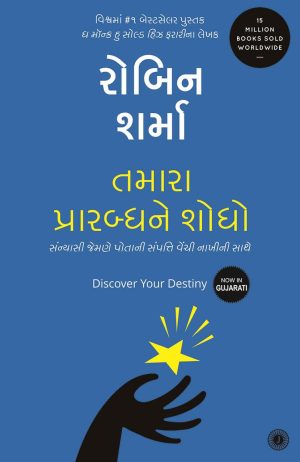 વિશ્વમાં #૧ બેસ્ટસેલર પુસ્તક
ધ મૉન્ક હુ સોલ્ડ હિઝ ફરારીના લેખક
15
MILLION
BOOKS SOLD
WORLDWIDE
રોબિન
શર્મા
તમારા
પ્રારબ્ધને શોધો
સંન્યાસી જેમણે પોતાની સંપત્તિ વેંચી નાખીની સાથે
Discover Your Destiny
NOW IN
GUJARATI
J